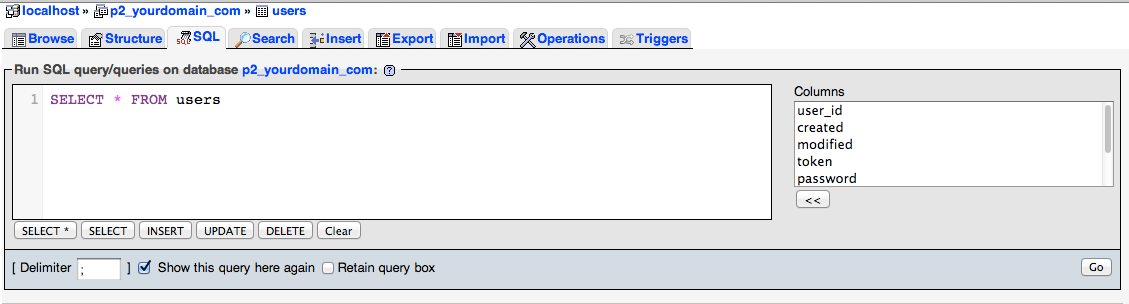 localhost » p2_yourdomain_com » users
Browse Structure SQL Search Insert Export Import Operations Triggers
Run SQL query/queries on database p2_yourdomain_com:
1 SELECT * FROM users
Columns
user_id
created
modified
token
password
<<
SELECT * SELECT INSERT UPDATE DELETE Clear
[ Delimiter ; ] Show this query here again Retain query box Go